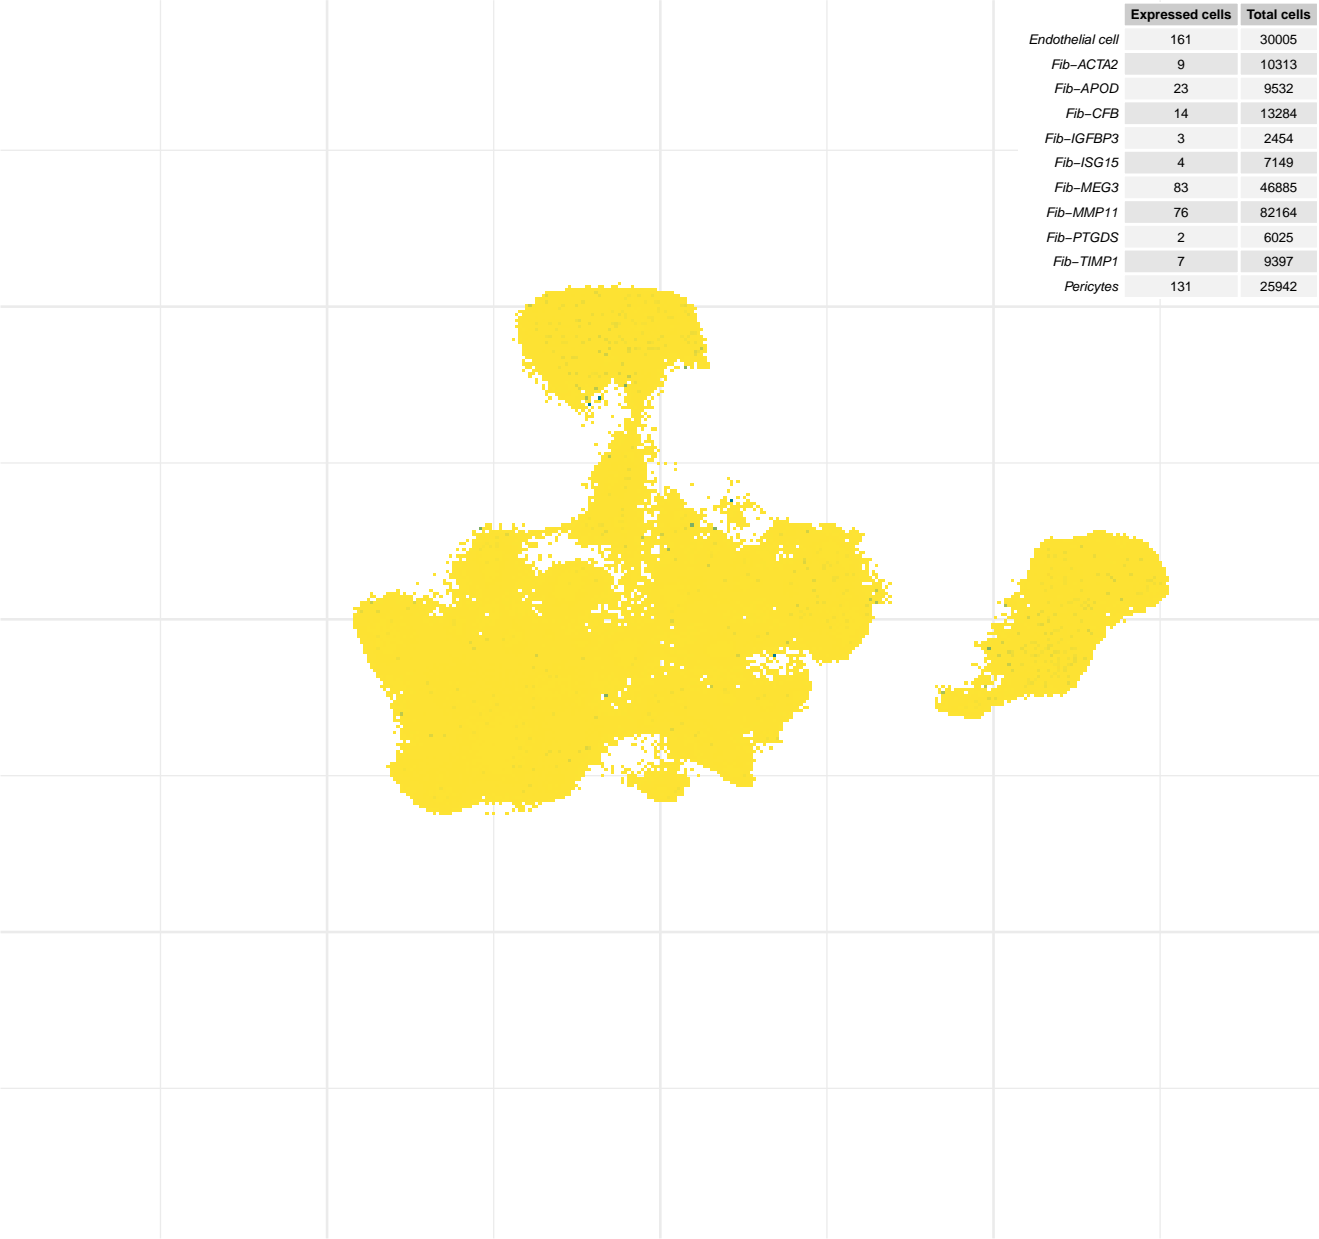 Expressed cells Total cells
Endothelial cell 161 30005
Fib−ACTA2 9 10313
Fib−APOD 23 9532
Fib−CFB 14 13284
Fib−IGFBP3 3 2454
Fib−ISG15 4 7149
Fib−MEG3 83 46885
Fib−MMP11 76 82164
Fib−PTGDS 2 6025
Fib−TIMP1 7 9397
Pericytes 131 25942